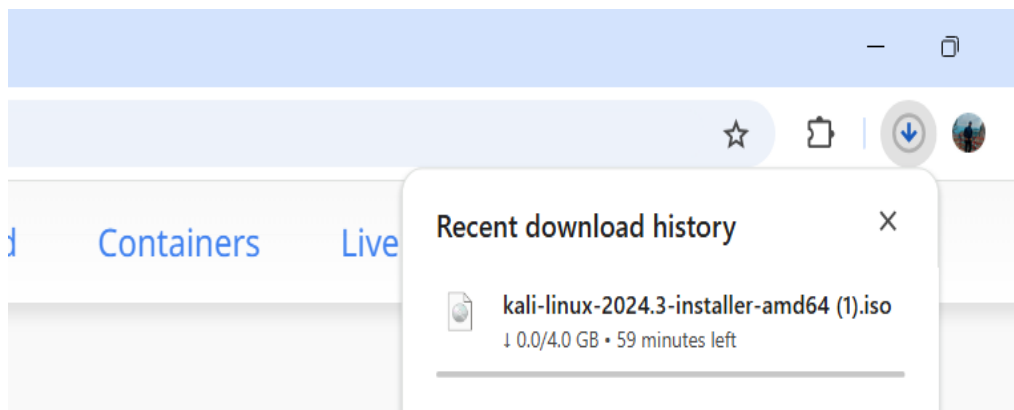 d Containers Live
Recent download history
kali-linux-2024.3-installer-amd64 (1).iso
↓ 0.0/4.0 GB • 59 minutes left